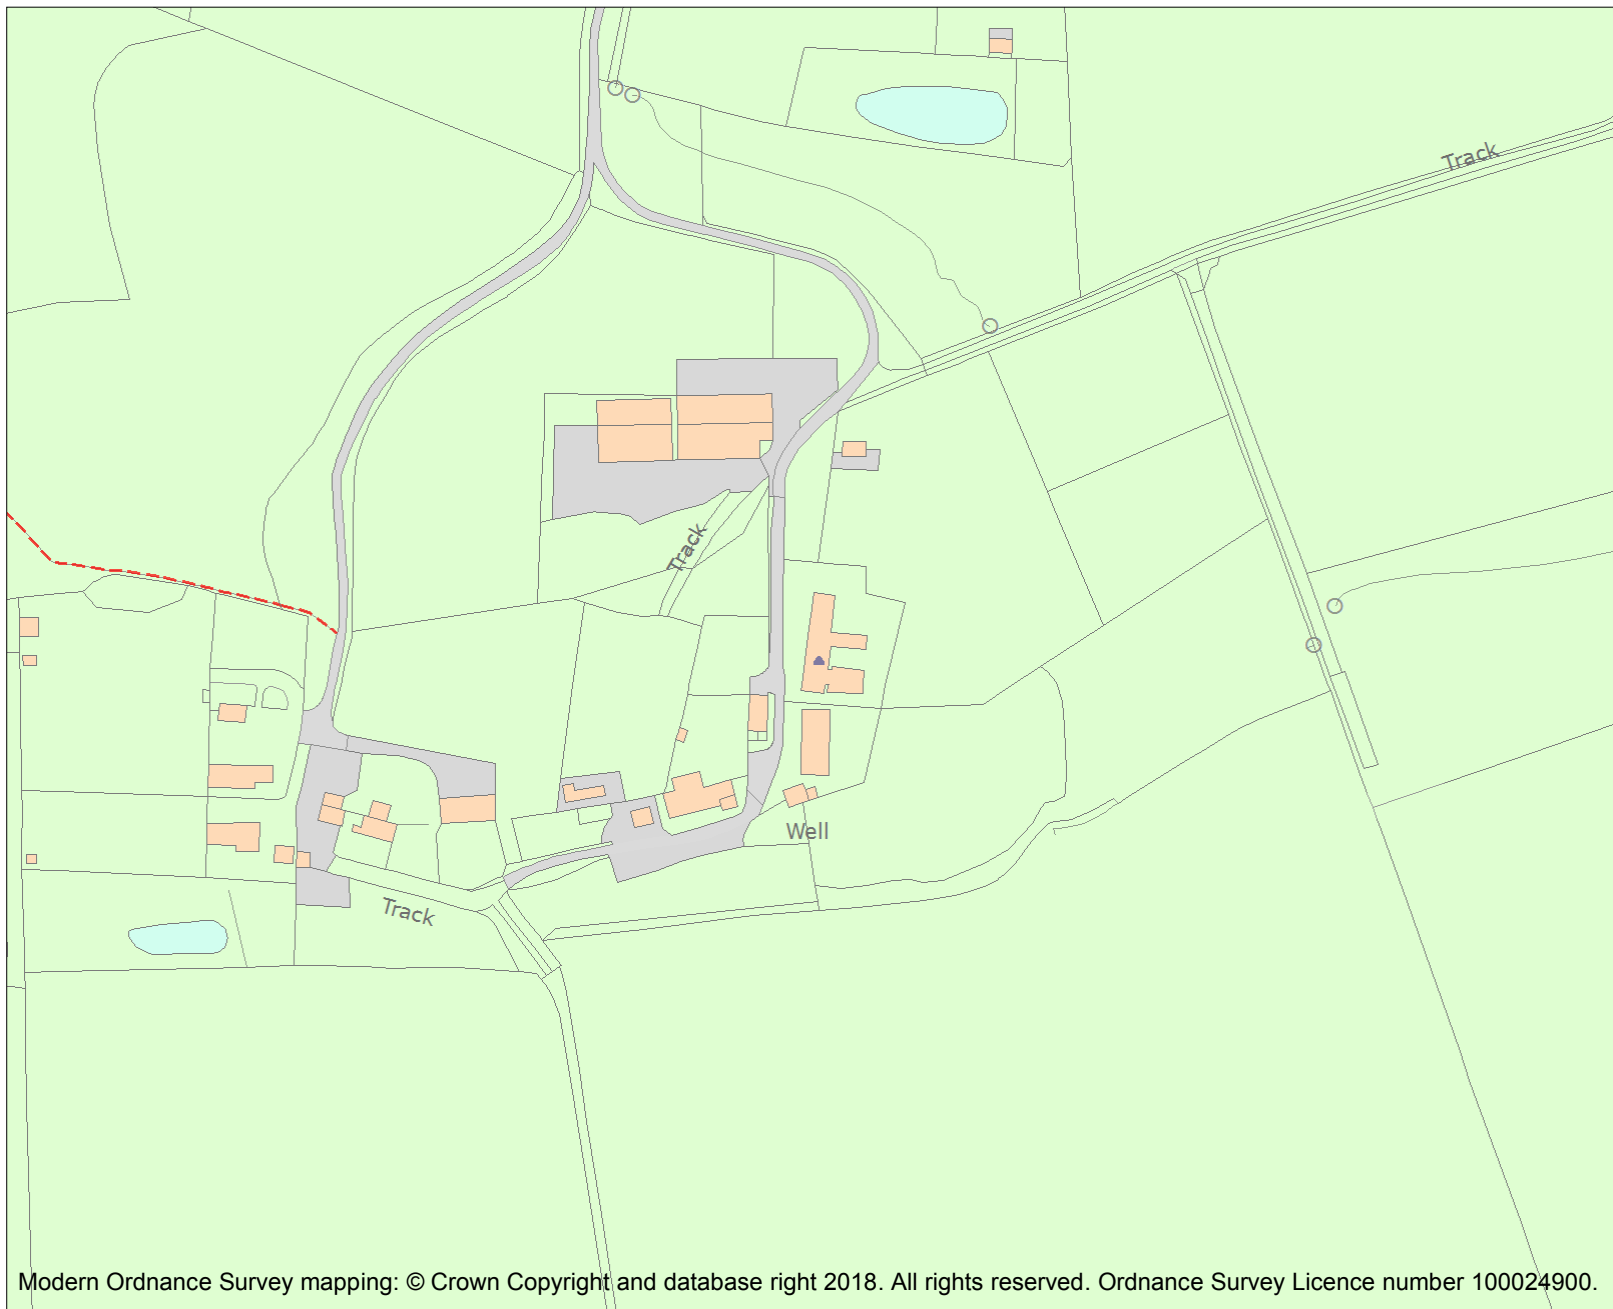 Track
Track
Well
Track
Modern Ordnance Survey mapping: © Crown Copyright and database right 2018. All rights reserved. Ordnance Survey Licence number 100024900.